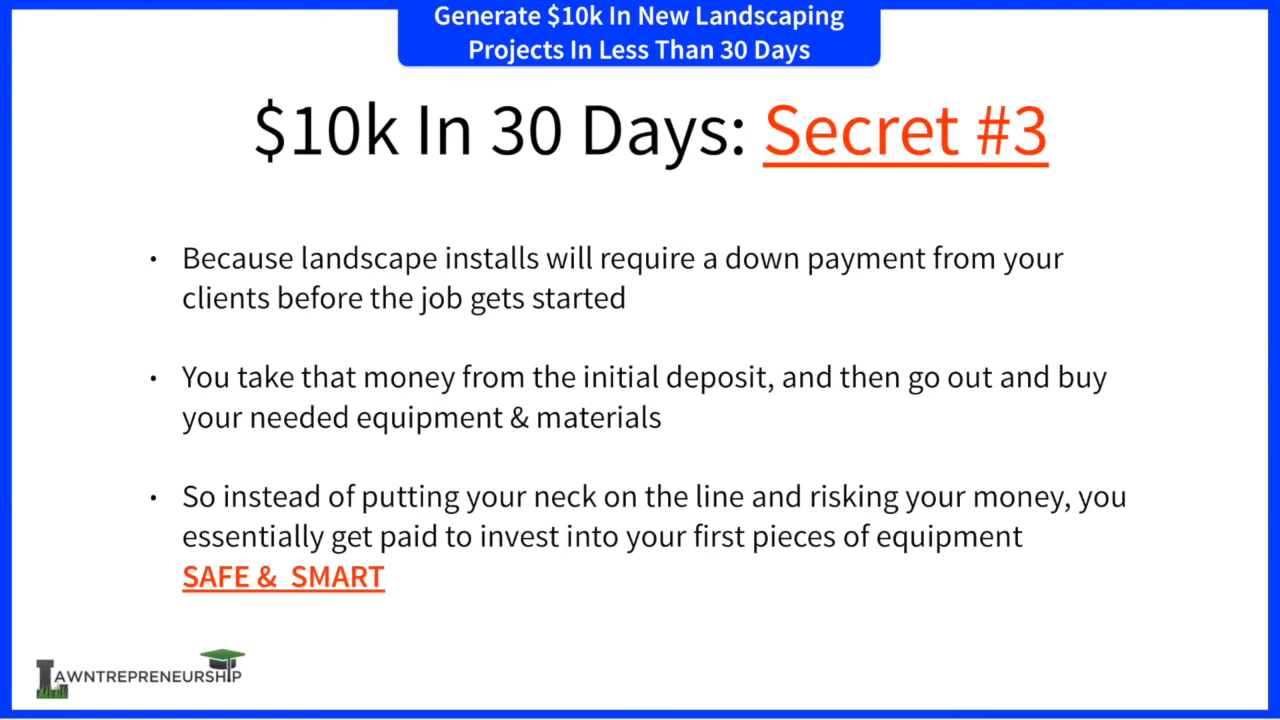 Generate $10k In New Landscaping
Projects In Less Than 30 Days
$10k In 30 Days: Secret #3
• Because landscape installs will require a down payment from your
clients before the job gets started
• You take that money from the initial deposit, and then go out and buy
your needed equipment & materials
• So instead of putting your neck on the line and risking your money, you
essentially get paid to invest into your first pieces of equipment
SAFE & SMART
LAWNTREPRENEURSHIP